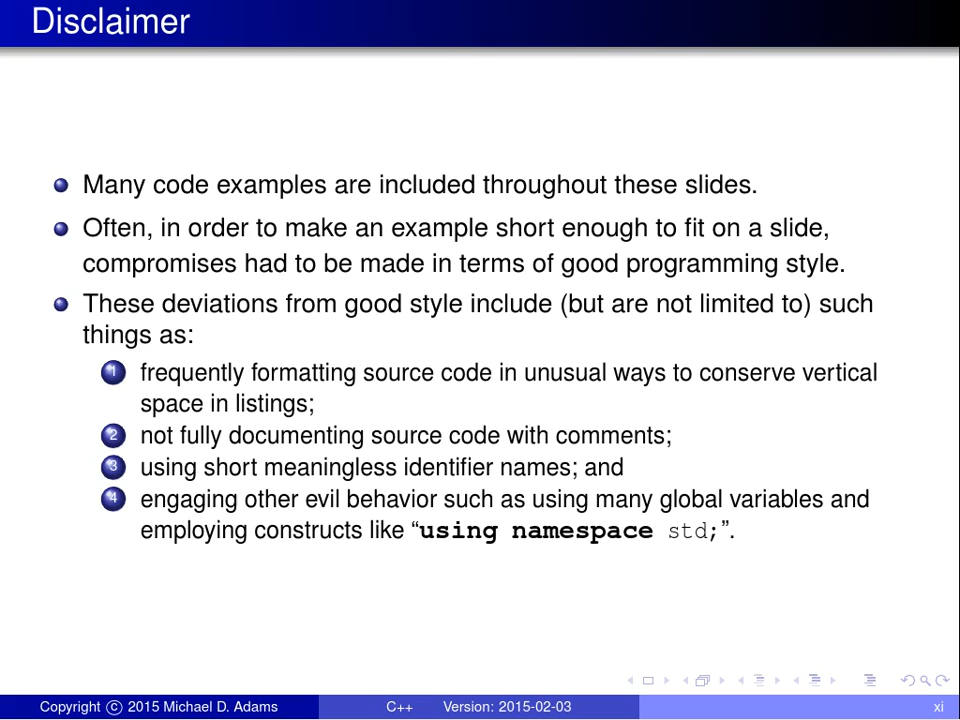 Disclaimer
Many code examples are included throughout these slides.
Often, in order to make an example short enough to fit on a slide,
compromises had to be made in terms of good programming style.
These deviations from good style include (but are not limited to) such
things as:
1 frequently formatting source code in unusual ways to conserve vertical
space in listings;
2 not fully documenting source code with comments;
3 using short meaningless identifier names; and
4 engaging other evil behavior such as using many global variables and
employing constructs like “using namespace std;”.
Copyright © 2015 Michael D. Adams C++ Version: 2015-02-03 xi